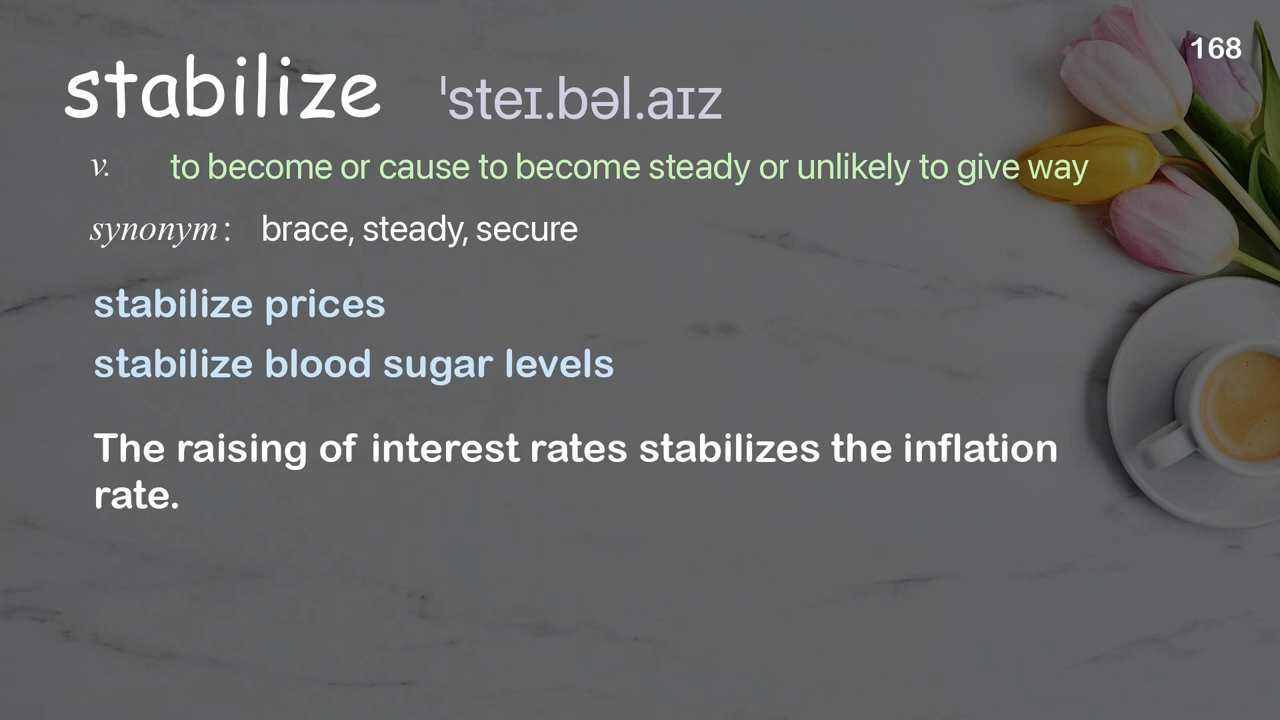 168
stabilize ˈsteɪ.bəl.aɪz
v. to become or cause to become steady or unlikely to give way
synonym: brace, steady, secure
stabilize prices
stabilize blood sugar levels
The raising of interest rates stabilizes the inflation
rate.